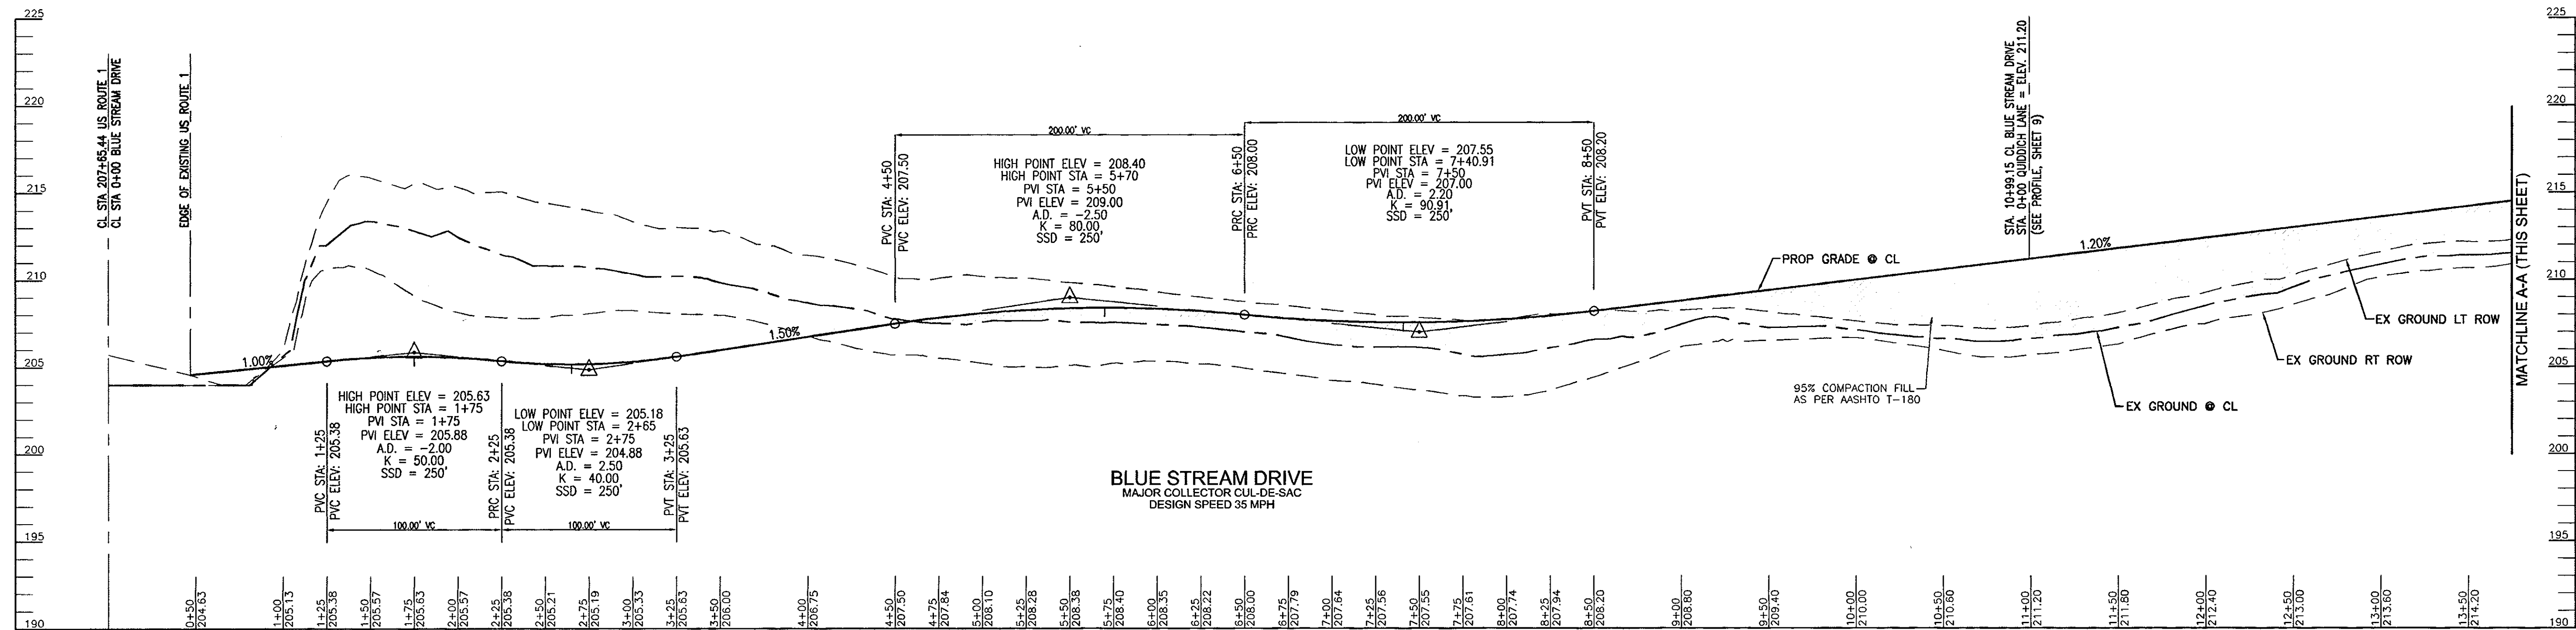 225
220
215
210
205
200
195
190
CL STA 207+65.44 US ROUTE 1
CL STA 0+00 BLUE STREAM DRIVE
EDGE OF EXISTING US ROUTE 1
1.00%
HIGH POINT ELEV = 205.63
HIGH POINT STA = 1+75
PVI STA = 1+75
PVI ELEV = 205.88
A.D. = -2.00
K = 50.00
SSD = 250'
PVC STA: 1+25
PVC ELEV: 205.38
100.00' VC
LOW POINT ELEV = 205.18
LOW POINT STA = 2+65
PVI STA = 2+75
PVI ELEV = 204.88
A.D. = 2.50
K = 40.00
SSD = 250'
PRC STA: 2+25
PVC ELEV: 205.38
100.00' VC
PVT STA: 3+25
PVT ELEV: 205.63
1.50%
PVC STA: 4+50
PVC ELEV: 207.50
200.00' VC
HIGH POINT ELEV = 208.40
HIGH POINT STA = 5+70
PVI STA = 5+50
PVI ELEV = 209.00
A.D. = -2.50
K = 80.00
SSD = 250'
PRC STA: 6+50
PRC ELEV: 208.00
200.00' VC
LOW POINT ELEV = 207.55
LOW POINT STA = 7+40.91
PVI STA = 7+50
PVI ELEV = 207.00
A.D. = 2.20
K = 90.91
SSD = 250'
PVT STA: 8+50
PVT ELEV: 208.20
PROP GRADE @ CL
STA. 10+99.15 CL BLUE STREAM DRIVE
STA. 0+00 QUIDDICH LANE = ELEV. 211.20
(SEE PROFILE, SHEET 9)
1.20%
95% COMPACTION FILL
AS PER AASHTO T-180
EX GROUND @ CL
EX GROUND RT ROW
EX GROUND LT ROW
MATCHLINE A-A (THIS SHEET)
225
220
215
210
205
200
195
190
BLUE STREAM DRIVE
MAJOR COLLECTOR CUL-DE-SAC
DESIGN SPEED 35 MPH
0+50
204.63
1+00
205.13
1+25
205.38
1+50
205.57
1+75
205.63
2+00
205.57
2+25
205.38
2+50
205.21
2+75
205.19
3+00
205.33
3+25
205.63
3+50
206.00
4+00
206.75
4+50
207.50
4+75
207.84
5+00
208.10
5+25
208.28
5+50
208.38
5+75
208.40
6+00
208.35
6+25
208.22
6+50
208.00
6+75
207.79
7+00
207.64
7+25
207.56
7+50
207.55
7+75
207.61
8+00
207.74
8+25
207.94
8+50
208.20
9+00
208.80
9+50
209.40
10+00
210.00
10+50
210.60
11+00
211.20
11+50
211.80
12+00
212.40
12+50
213.00
13+00
213.60
13+50
214.20